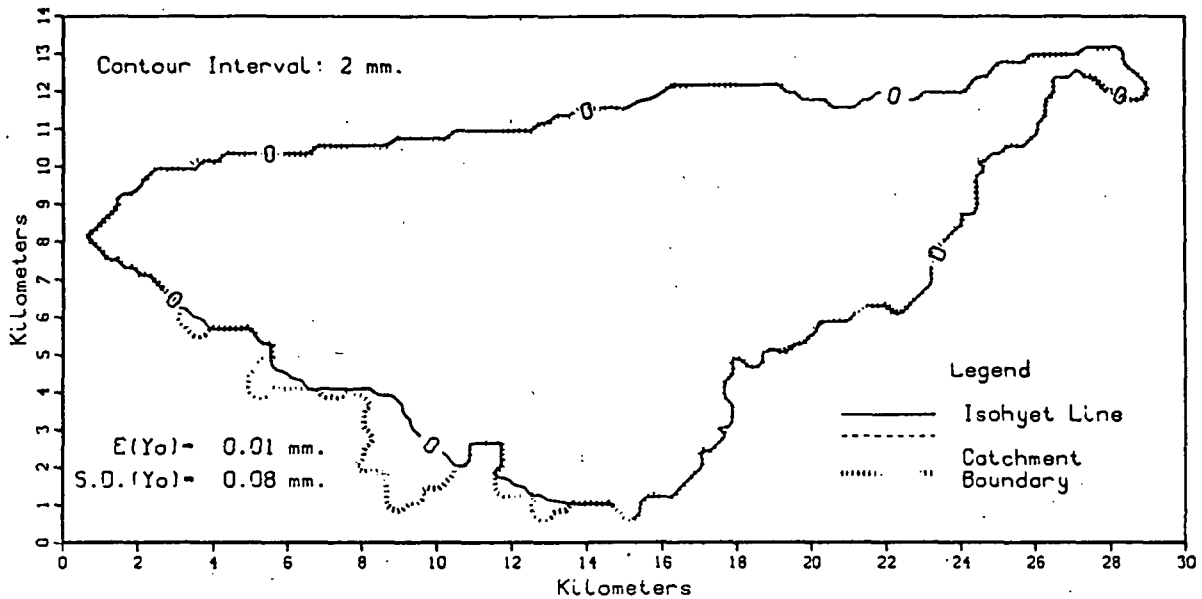 Contour Interval: 2 mm.
14
13
12
11
10
9
8
7
6
5
4
3
2
1
0
Kilometers
0
0
0
0
0
0
0
0
E(Yo)= 0.01 mm.
S.D.(Yo)= 0.08 mm.
Legend
Isohyet Line
Catchment
Boundary
0 2 4 6 8 10 12 14 16 18 20 22 24 26 28 30
Kilometers